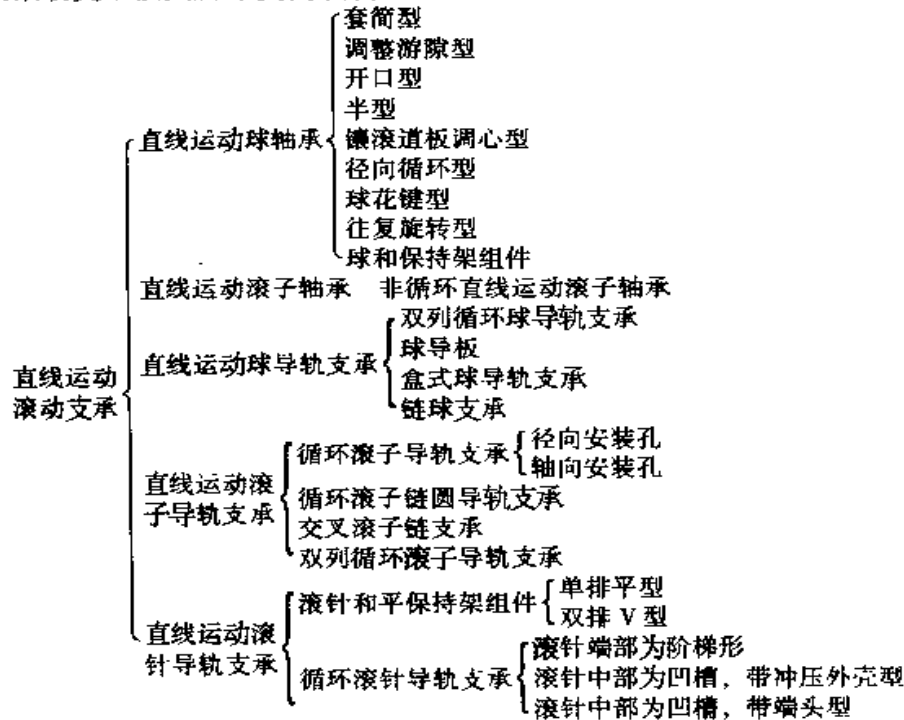 套筒型
调整游隙型
开口型
半型
直线运动球轴承
镶滚道板调心型
径向循环型
球花键型
往复旋转型
球和保持架组件
直线运动滚子轴承 非循环直线运动滚子轴承
双列循环球导轨支承
直线运动球导轨支承
球导板
盒式球导轨支承
链球支承
直线运动
滚动支承
循环滚子导轨支承
径向安装孔
轴向安装孔
直线运动滚
子导轨支承
循环滚子链圆导轨支承
交叉滚子链支承
双列循环滚子导轨支承
滚针和平保持架组件
单排平型
双排 V 型
直线运动滚
针导轨支承
滚针端部为阶梯形
循环滚针导轨支承
滚针中部为凹槽，带冲压外壳型
滚针中部为凹槽，带端头型